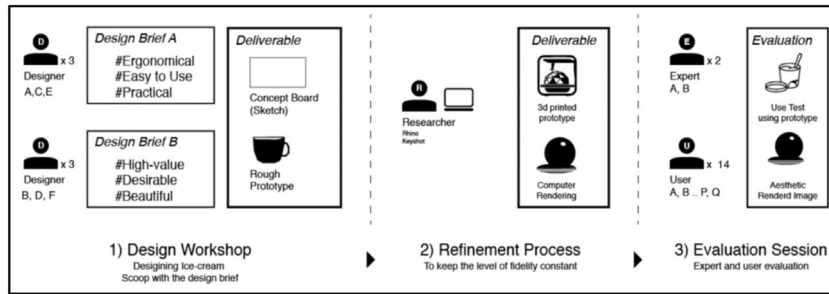 D
x 3
Designer
A,C,E
Design Brief A
#Ergonomical
#Easy to Use
#Practical
D
x 3
Designer
B, D, F
Design Brief B
#High-value
#Desirable
#Beautiful
Deliverable
Concept Board
(Sketch)
Rough
Prototype
1) Design Workshop
Desigining Ice-cream
Scoop with the design brief
R
Researcher
Rhino
Keyshot
Deliverable
3d printed
prototype
Computer
Rendering
2) Refinement Process
To keep the level of fidelity constant
E
x 2
Expert
A, B
U
x 14
User
A, B .. P, Q
Evaluation
Use Test
using prototype
Aesthetic
Renderd Image
3) Evaluation Session
Expert and user evaluation